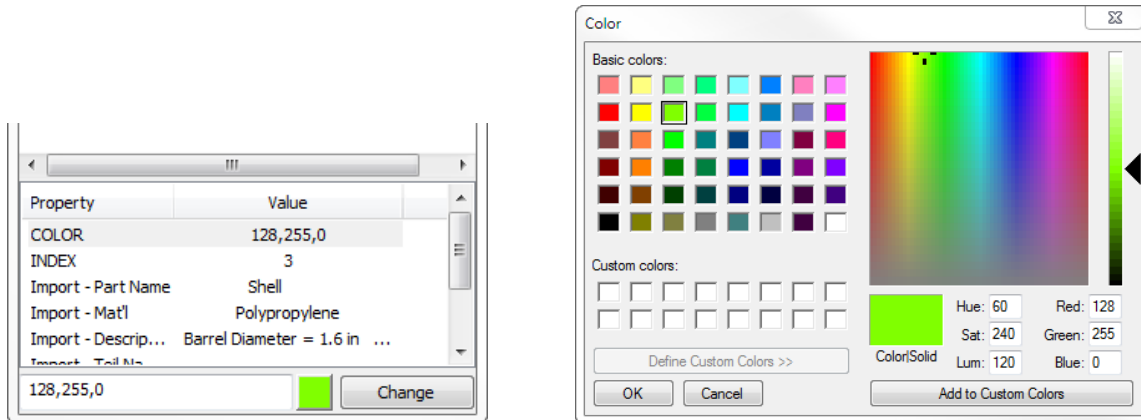 Property Value
COLOR 128,255,0
INDEX 3
Import - Part Name Shell
Import - Mat'l Polypropylene
Import - Descrip... Barrel Diameter = 1.6 in ...
128,255,0 Change
Color
Basic colors:
Custom colors:
Define Custom Colors >>
OK Cancel
Color|Solid
Hue: 60 Red: 128
Sat: 240 Green: 255
Lum: 120 Blue: 0
Add to Custom Colors